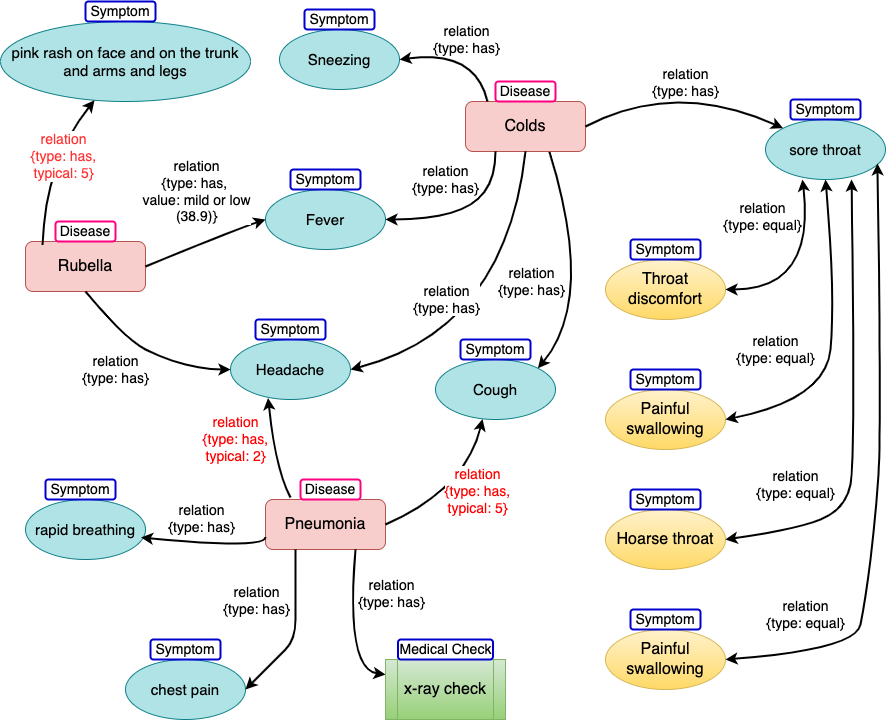 Symptom
pink rash on face and on the trunk
and arms and legs
Symptom
Sneezing
relation
{type: has}
Disease
Colds
relation
{type: has}
Symptom
sore throat
relation
{type: has,
typical: 5}
relation
{type: has,
value: mild or low
(38.9)}
Symptom
Fever
relation
{type: has}
Disease
Rubella
relation
{type: equal}
Symptom
Throat
discomfort
relation
{type: has}
relation
{type: has}
relation
{type: has}
Symptom
Headache
Symptom
Cough
relation
{type: equal}
Symptom
Painful
swallowing
relation
{type: has,
typical: 2}
relation
{type: has,
typical: 5}
Symptom
rapid breathing
relation
{type: has}
Disease
Pneumonia
relation
{type: equal}
Symptom
Hoarse throat
relation
{type: has}
relation
{type: has}
relation
{type: equal}
Symptom
Painful
swallowing
Symptom
chest pain
Medical Check
x-ray check